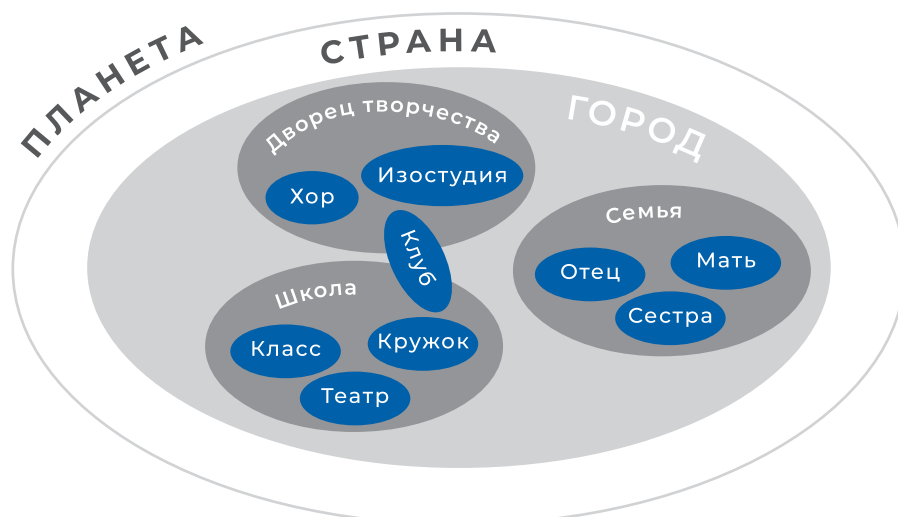 ПЛАНЕТА
СТРАНА
ГОРОД
Дворец творчества
Хор
Изостудия
Клуб
Семья
Отец
Мать
Сестра
Школа
Класс
Кружок
Театр